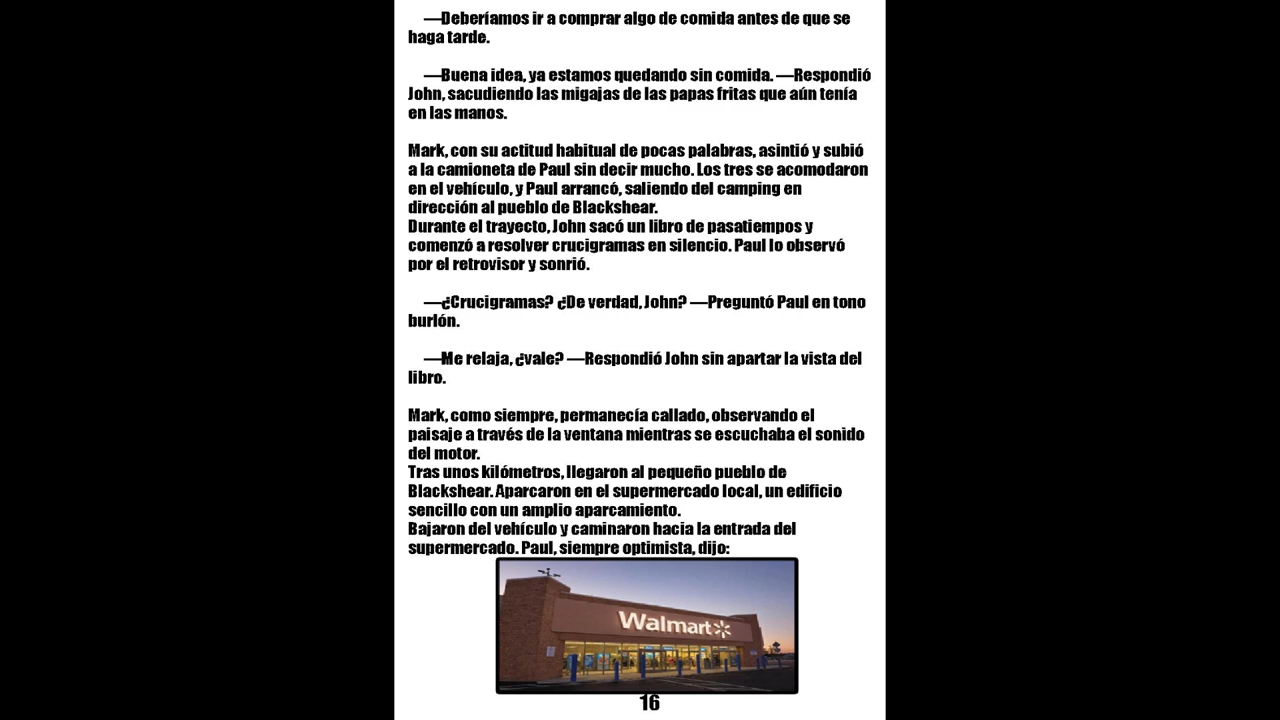 —Deberíamos ir a comprar algo de comida antes de que se
haga tarde.
—Buena idea, ya estamos quedando sin comida. —Respondió
John, sacudiendo las migajas de las papas fritas que aún tenía
en las manos.
Mark, con su actitud habitual de pocas palabras, asintió y subió
a la camioneta de Paul sin decir mucho. Los tres se acomodaron
en el vehículo, y Paul arrancó, saliendo del camping en
dirección al pueblo de Blackshear.
Durante el trayecto, John sacó un libro de pasatiempos y
comenzó a resolver crucigramas en silencio. Paul lo observó
por el retrovisor y sonrió.
—¿Crucigramas? ¿De verdad, John? —Preguntó Paul en tono
burlón.
—Me relaja, ¿vale? —Respondió John sin apartar la vista del
libro.
Mark, como siempre, permanecía callado, observando el
paisaje a través de la ventana mientras se escuchaba el sonido
del motor.
Tras unos kilómetros, llegaron al pequeño pueblo de
Blackshear. Aparcaron en el supermercado local, un edificio
sencillo con un amplio aparcamiento.
Bajaron del vehículo y caminaron hacia la entrada del
supermercado. Paul, siempre optimista, dijo:
Walmart
16